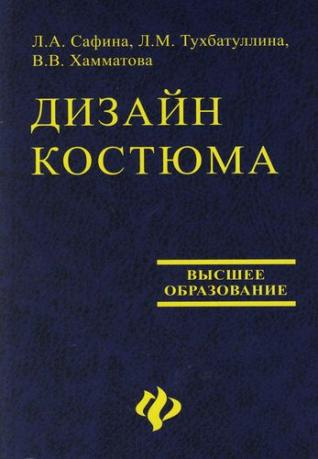 Л.А. Сафина, Л.М. Тухбатуллина,
В.В. Хамматова
ДИЗАЙН
КОСТЮМА
ВЫСШЕЕ
ОБРАЗОВАНИЕ